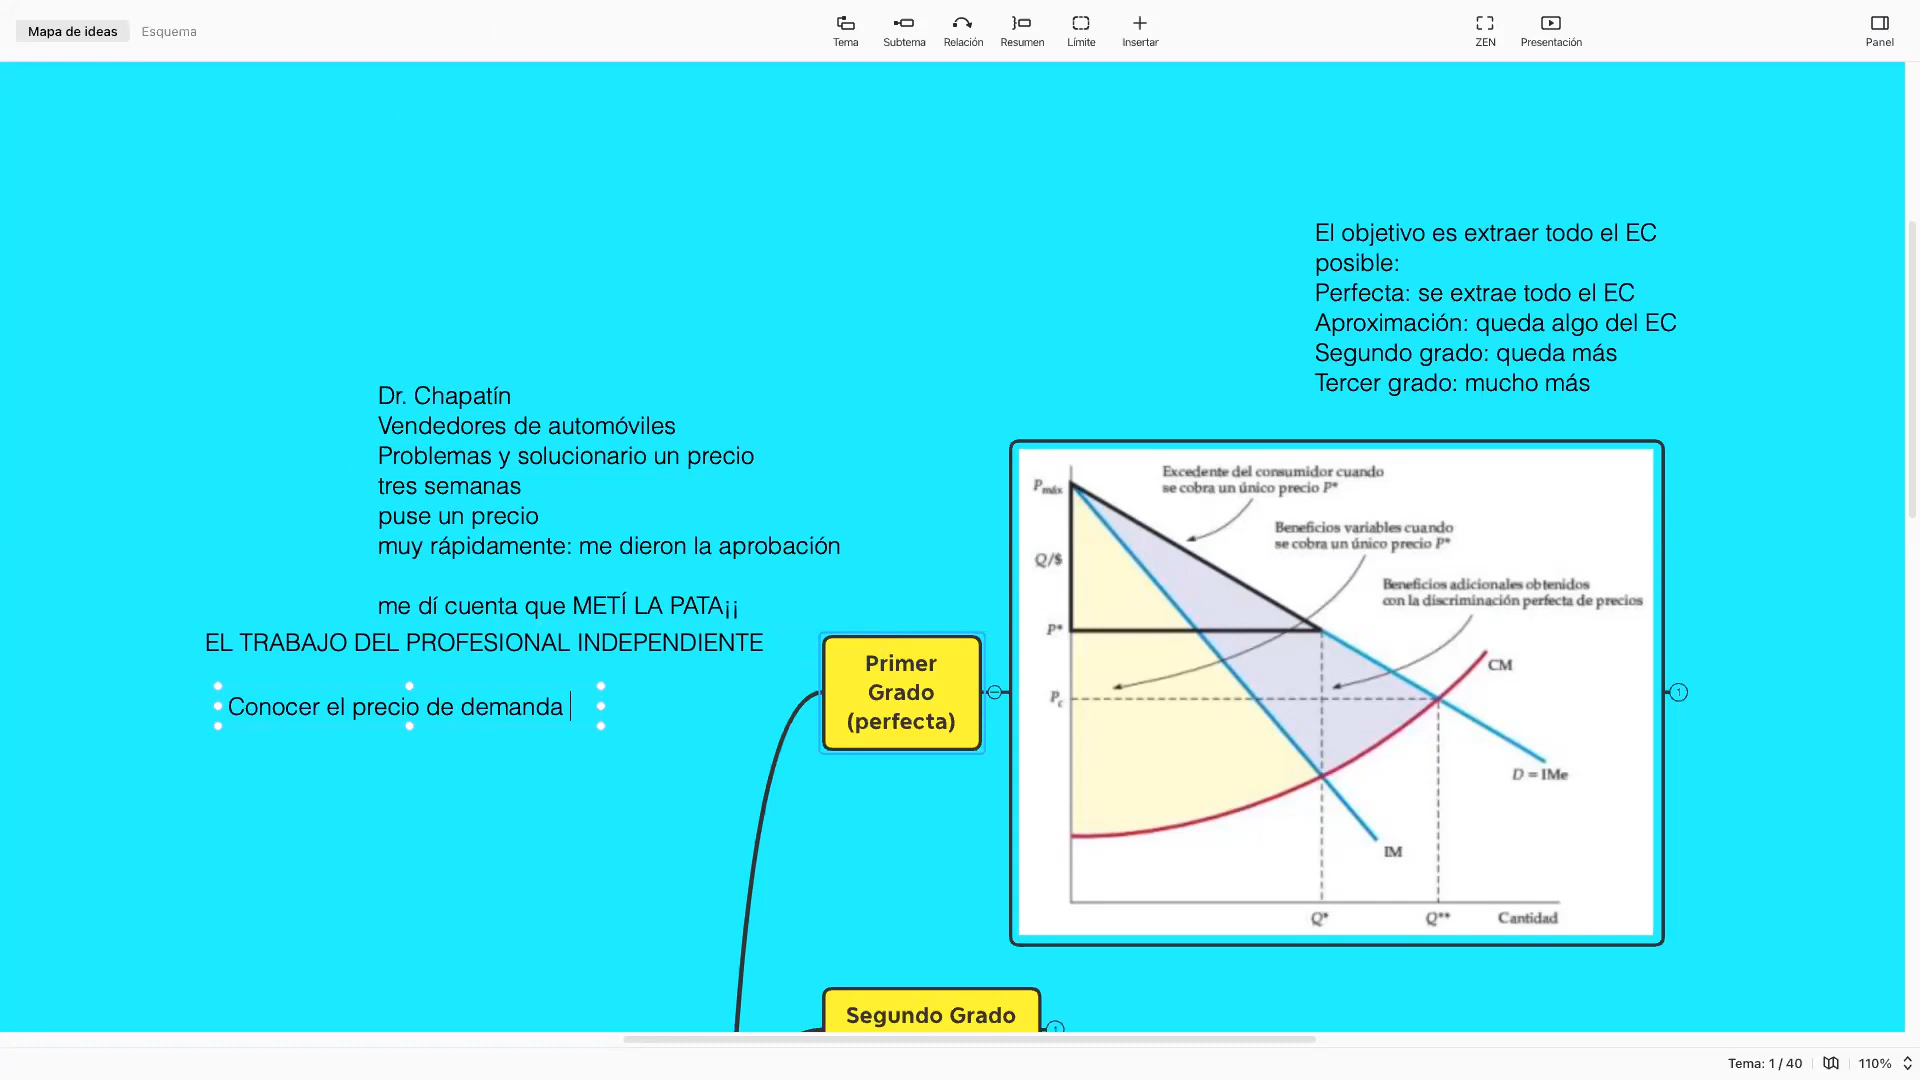 Mapa de ideas
Esquema
Tema
Subtema
Relación
Resumen
Límite
Insertar
ZEN
Presentación
Panel
El objetivo es extraer todo el EC
posible:
Perfecta: se extrae todo el EC
Aproximación: queda algo del EC
Segundo grado: queda más
Tercer grado: mucho más
Dr. Chapatín
Vendedores de automóviles
Problemas y solucionario un precio
tres semanas
puse un precio
muy rápidamente: me dieron la aprobación
me dí cuenta que METÍ LA PATA¡¡
EL TRABAJO DEL PROFESIONAL INDEPENDIENTE
Conocer el precio de demanda
Primer
Grado
(perfecta)
Excedente del consumidor cuando
se cobra un único precio P*
Beneficios variables cuando
se cobra un único precio P*
Beneficios adicionales obtenidos
con la discriminación perfecta de precios
Pmáx
Q/$
P*
Pc
CM
D = IMe
IM
Q*
Q**
Cantidad
1
Segundo Grado
1
Tema: 1 / 40
110%